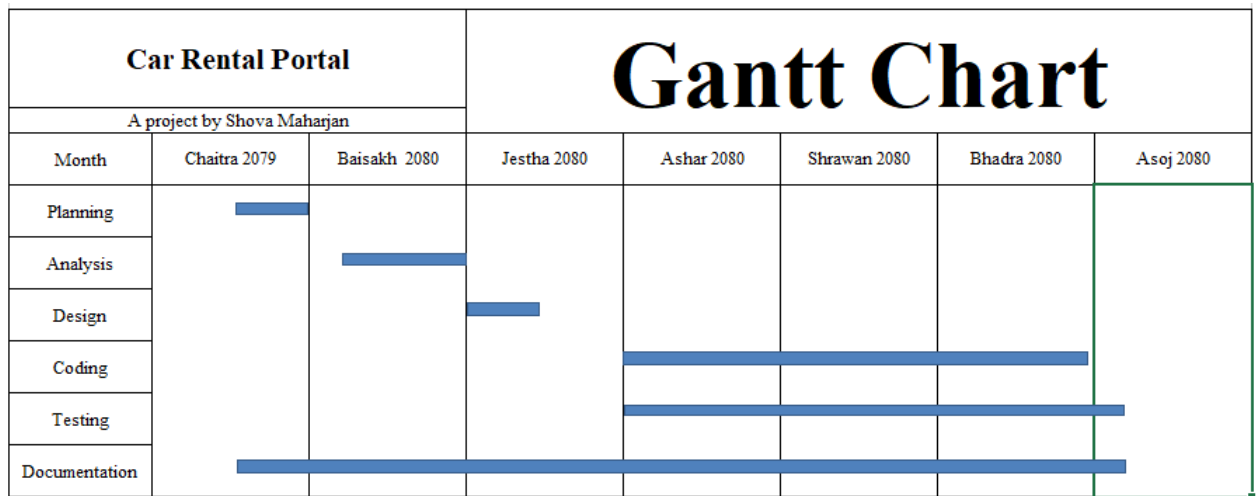 Car Rental Portal
Gantt Chart
A project by Shova Maharjan
Month Chaitra 2079 Baisakh 2080 Jestha 2080 Ashar 2080 Shrawan 2080 Bhadra 2080 Asoj 2080
Planning
Analysis
Design
Coding
Testing
Documentation